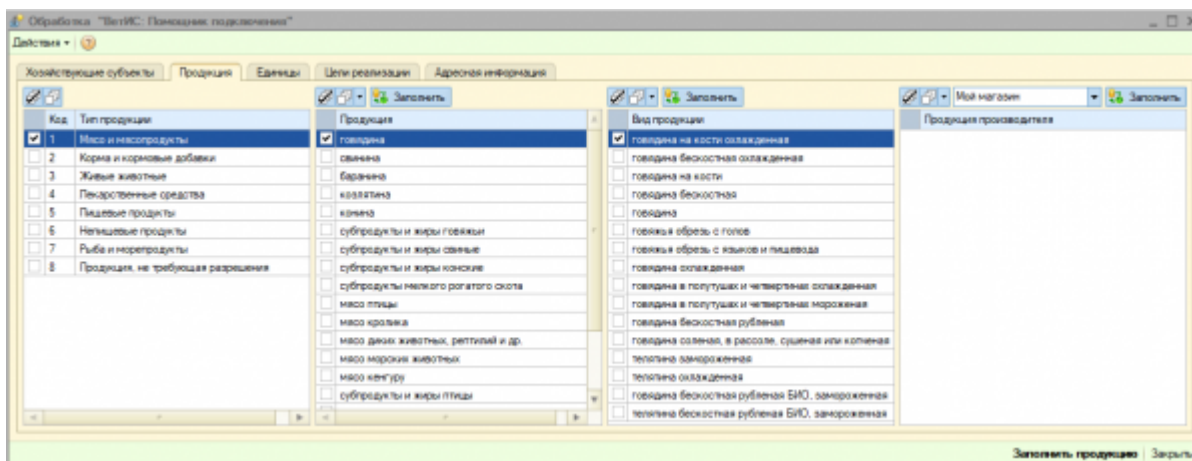 Обработка "ВетИС: Помощник подключения"
Действия
Хозяйствующие субъекты Продукция Единицы Цели реализации Адресная информация
Заполнить Заполнить Мой магазин Заполнить
Код Тип продукции Продукция Вид продукции Продукция производителя
1 Мясо и мясопродукты говядина говядина на кости охлажденная
2 Корма и кормовые добавки свинина говядина бескостная охлажденная
3 Живые животные баранина говядина на кости
4 Лекарственные средства козлятина говядина бескостная
5 Пищевые продукты конина говядина
6 Непищевые продукты субпродукты и жиры говяжьи говяжья обрезь с голов
7 Рыба и морепродукты субпродукты и жиры свиные говяжья обрезь с языков и пищевода
8 Продукция, не требующая разрешения субпродукты и жиры конские говядина охлажденная
субпродукты мелкого рогатого скота говядина в полутушах и четвертинах охлажденная
мясо птицы говядина в полутушах и четвертинах мороженая
мясо кролика говядина бескостная рубленая
мясо диких животных, рептилий и др. говядина соленая, в рассоле, сушеная или копченая
мясо морских животных телятина замороженная
мясо кенгуру телятина охлажденная
субпродукты и жиры птицы говядина бескостная рубленая БИО, замороженная
телятина бескостная рубленая БИО, замороженная
Заполнить продукцию Закрыть